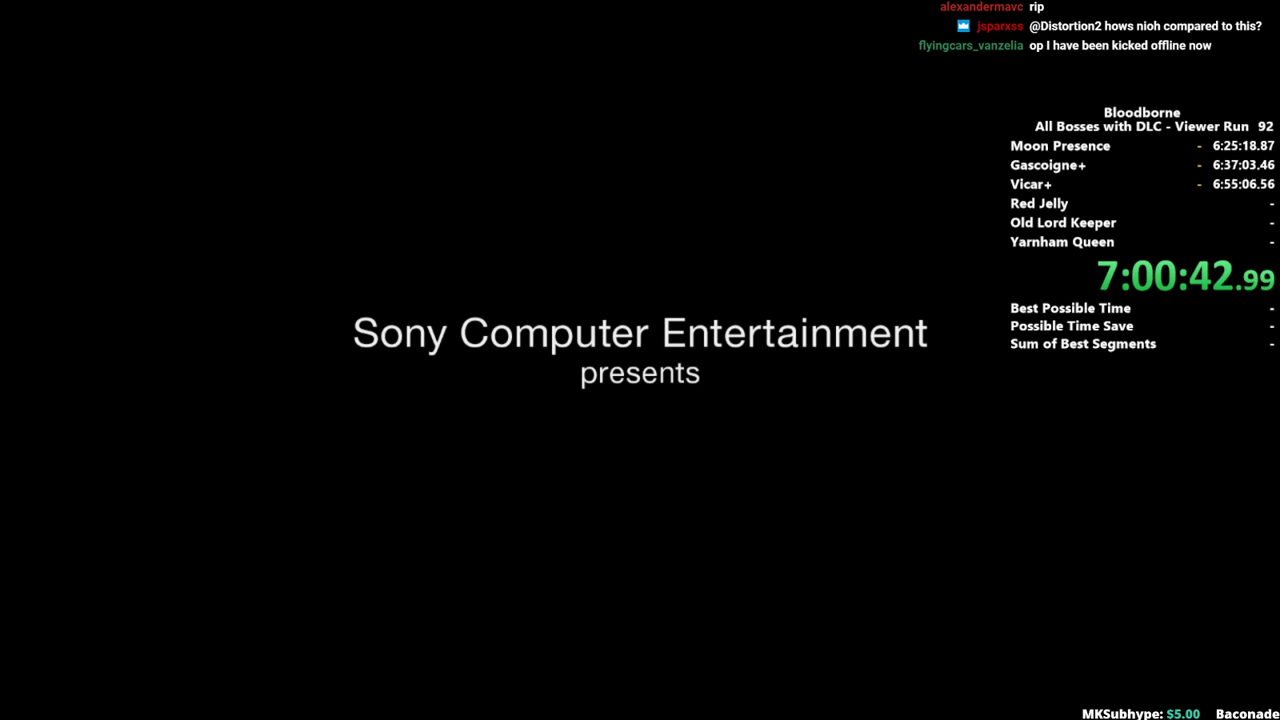 alexandermavc rip
jsparxss @Distortion2 hows nioh compared to this?
flyingcars_vanzelia op I have been kicked offline now
Bloodborne
All Bosses with DLC - Viewer Run 92
Moon Presence - 6:25:18.87
Gascoigne+ - 6:37:03.46
Vicar+ - 6:55:06.56
Red Jelly -
Old Lord Keeper -
Yarnham Queen -
7:00:42.99
Best Possible Time -
Possible Time Save -
Sum of Best Segments -
Sony Computer Entertainment
presents
MKSubhype: $5.00 Baconade